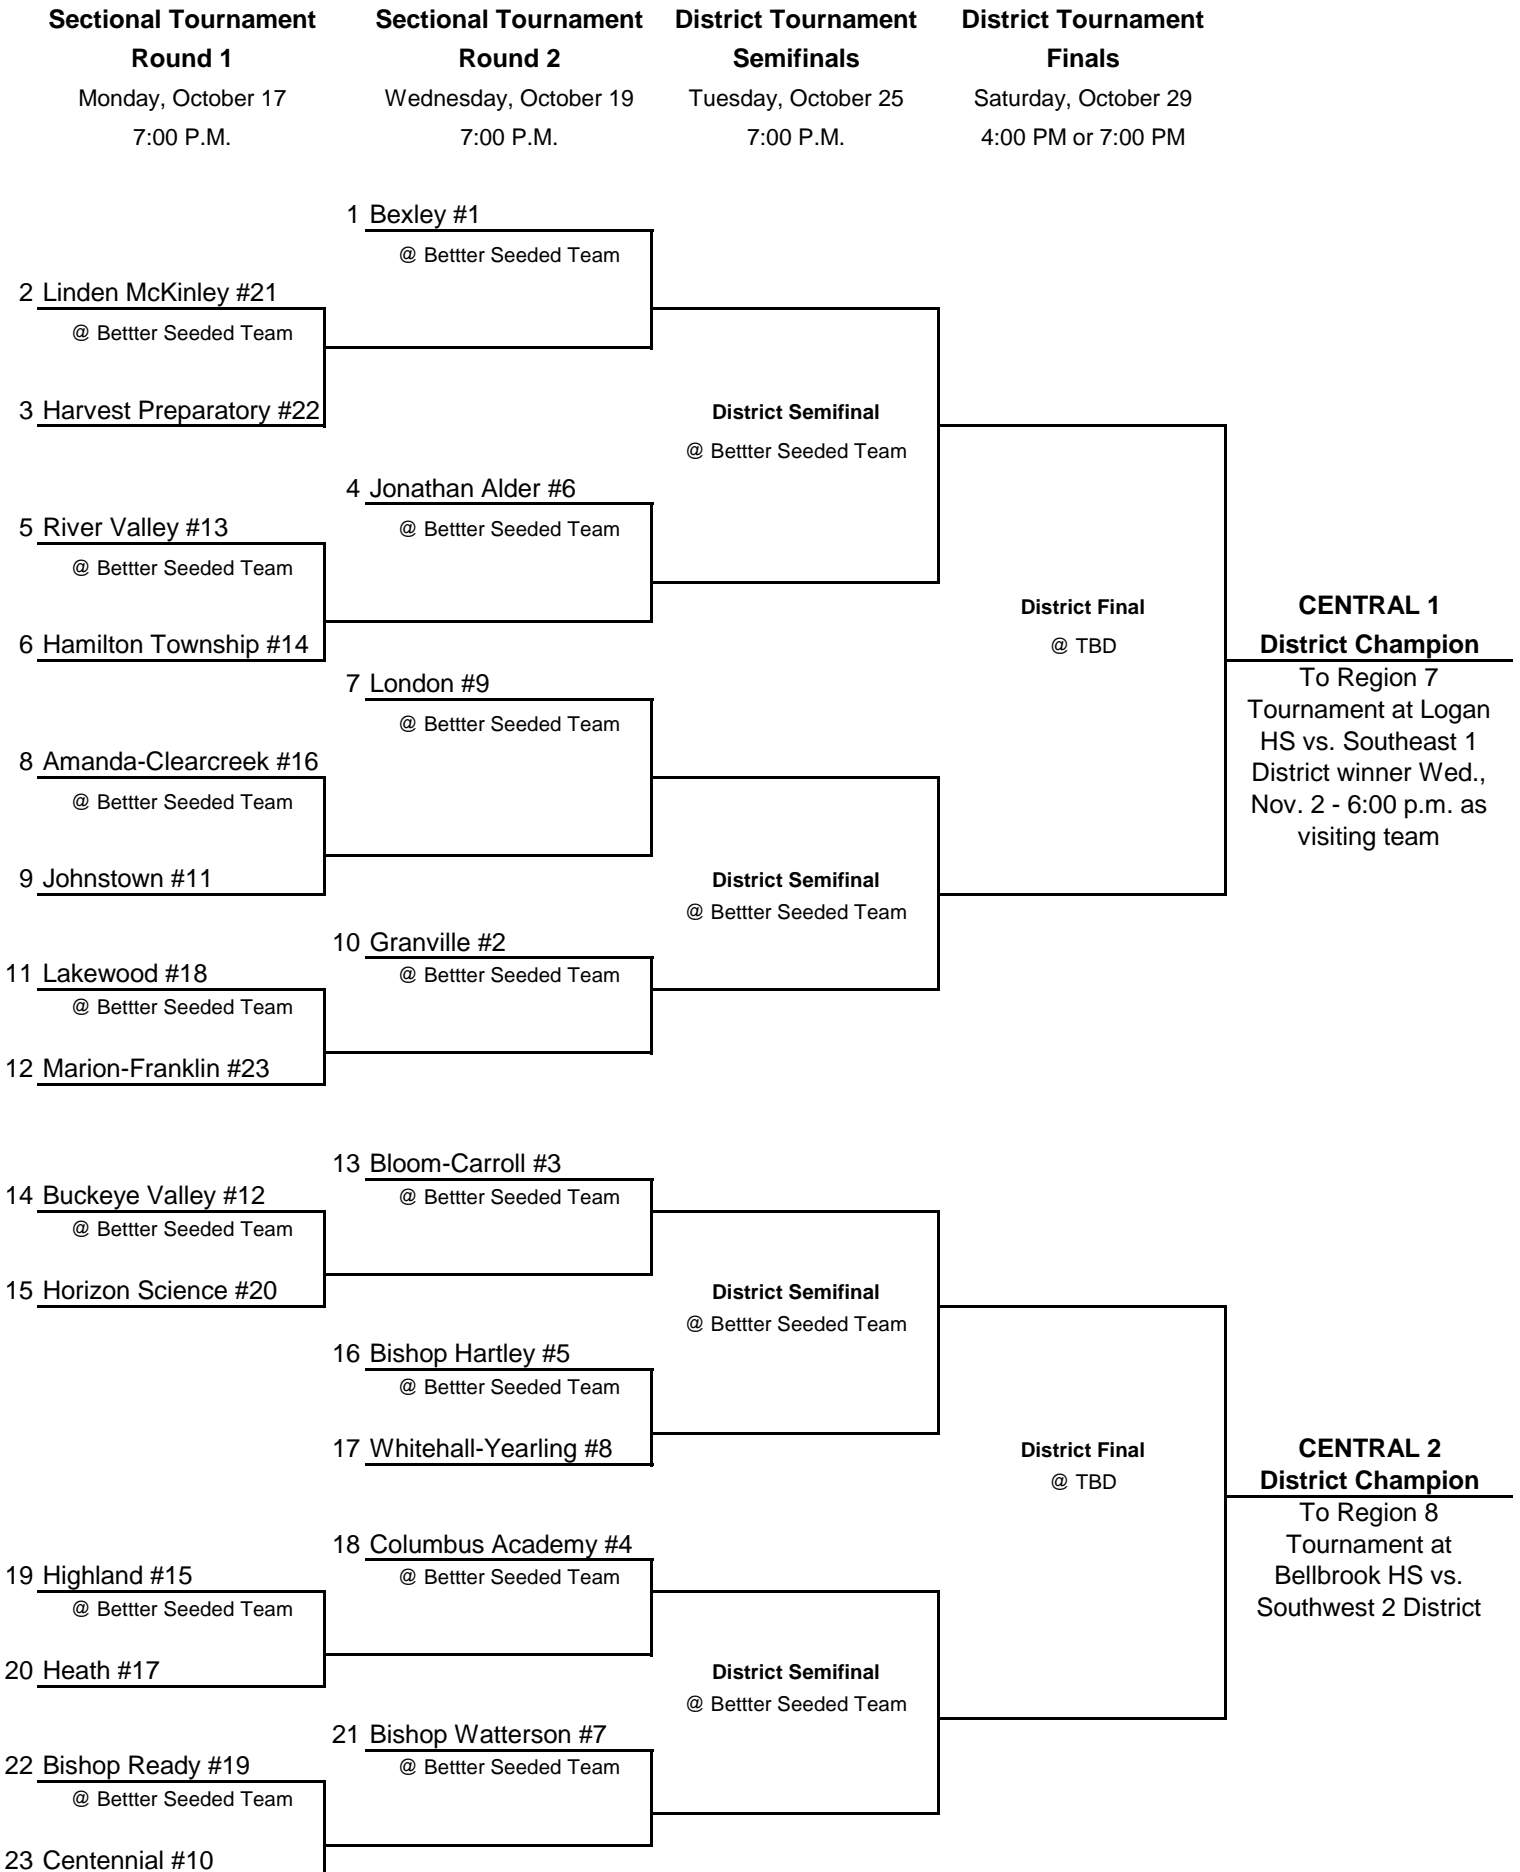 Sectional Tournament
Round 1
Monday, October 17
7:00 P.M.
Sectional Tournament
Round 2
Wednesday, October 19
7:00 P.M.
District Tournament
Semifinals
Tuesday, October 25
7:00 P.M.
District Tournament
Finals
Saturday, October 29
4:00 PM or 7:00 PM
1 Bexley #1
@ Bettter Seeded Team
2 Linden McKinley #21
@ Bettter Seeded Team
3 Harvest Preparatory #22
District Semifinal
@ Bettter Seeded Team
4 Jonathan Alder #6
@ Bettter Seeded Team
5 River Valley #13
@ Bettter Seeded Team
6 Hamilton Township #14
District Final
@ TBD
CENTRAL 1
District Champion
To Region 7
Tournament at Logan
HS vs. Southeast 1
District winner Wed.,
Nov. 2 - 6:00 p.m. as
visiting team
7 London #9
@ Bettter Seeded Team
8 Amanda-Clearcreek #16
@ Bettter Seeded Team
9 Johnstown #11
District Semifinal
@ Bettter Seeded Team
10 Granville #2
@ Bettter Seeded Team
11 Lakewood #18
@ Bettter Seeded Team
12 Marion-Franklin #23
13 Bloom-Carroll #3
@ Bettter Seeded Team
14 Buckeye Valley #12
@ Bettter Seeded Team
15 Horizon Science #20
District Semifinal
@ Bettter Seeded Team
16 Bishop Hartley #5
@ Bettter Seeded Team
17 Whitehall-Yearling #8
District Final
@ TBD
CENTRAL 2
District Champion
To Region 8
Tournament at
Bellbrook HS vs.
Southwest 2 District
18 Columbus Academy #4
@ Bettter Seeded Team
19 Highland #15
@ Bettter Seeded Team
20 Heath #17
District Semifinal
@ Bettter Seeded Team
21 Bishop Watterson #7
@ Bettter Seeded Team
22 Bishop Ready #19
@ Bettter Seeded Team
23 Centennial #10